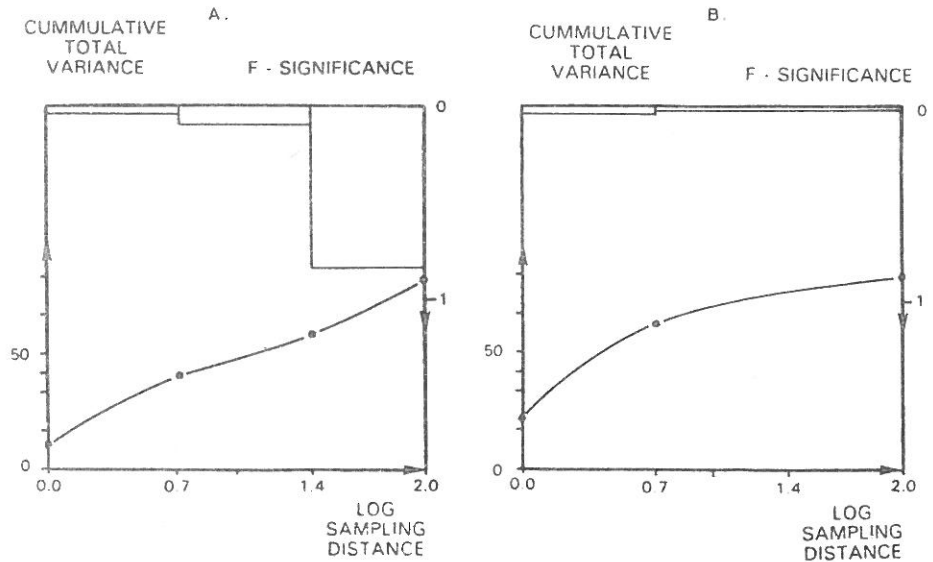 A.
CUMMULATIVE
TOTAL
VARIANCE
F - SIGNIFICANCE
0
1
50
0
0.0
0.7
1.4
2.0
LOG
SAMPLING
DISTANCE
B.
CUMMULATIVE
TOTAL
VARIANCE
F - SIGNIFICANCE
0
1
50
0
0.0
0.7
1.4
2.0
LOG
SAMPLING
DISTANCE